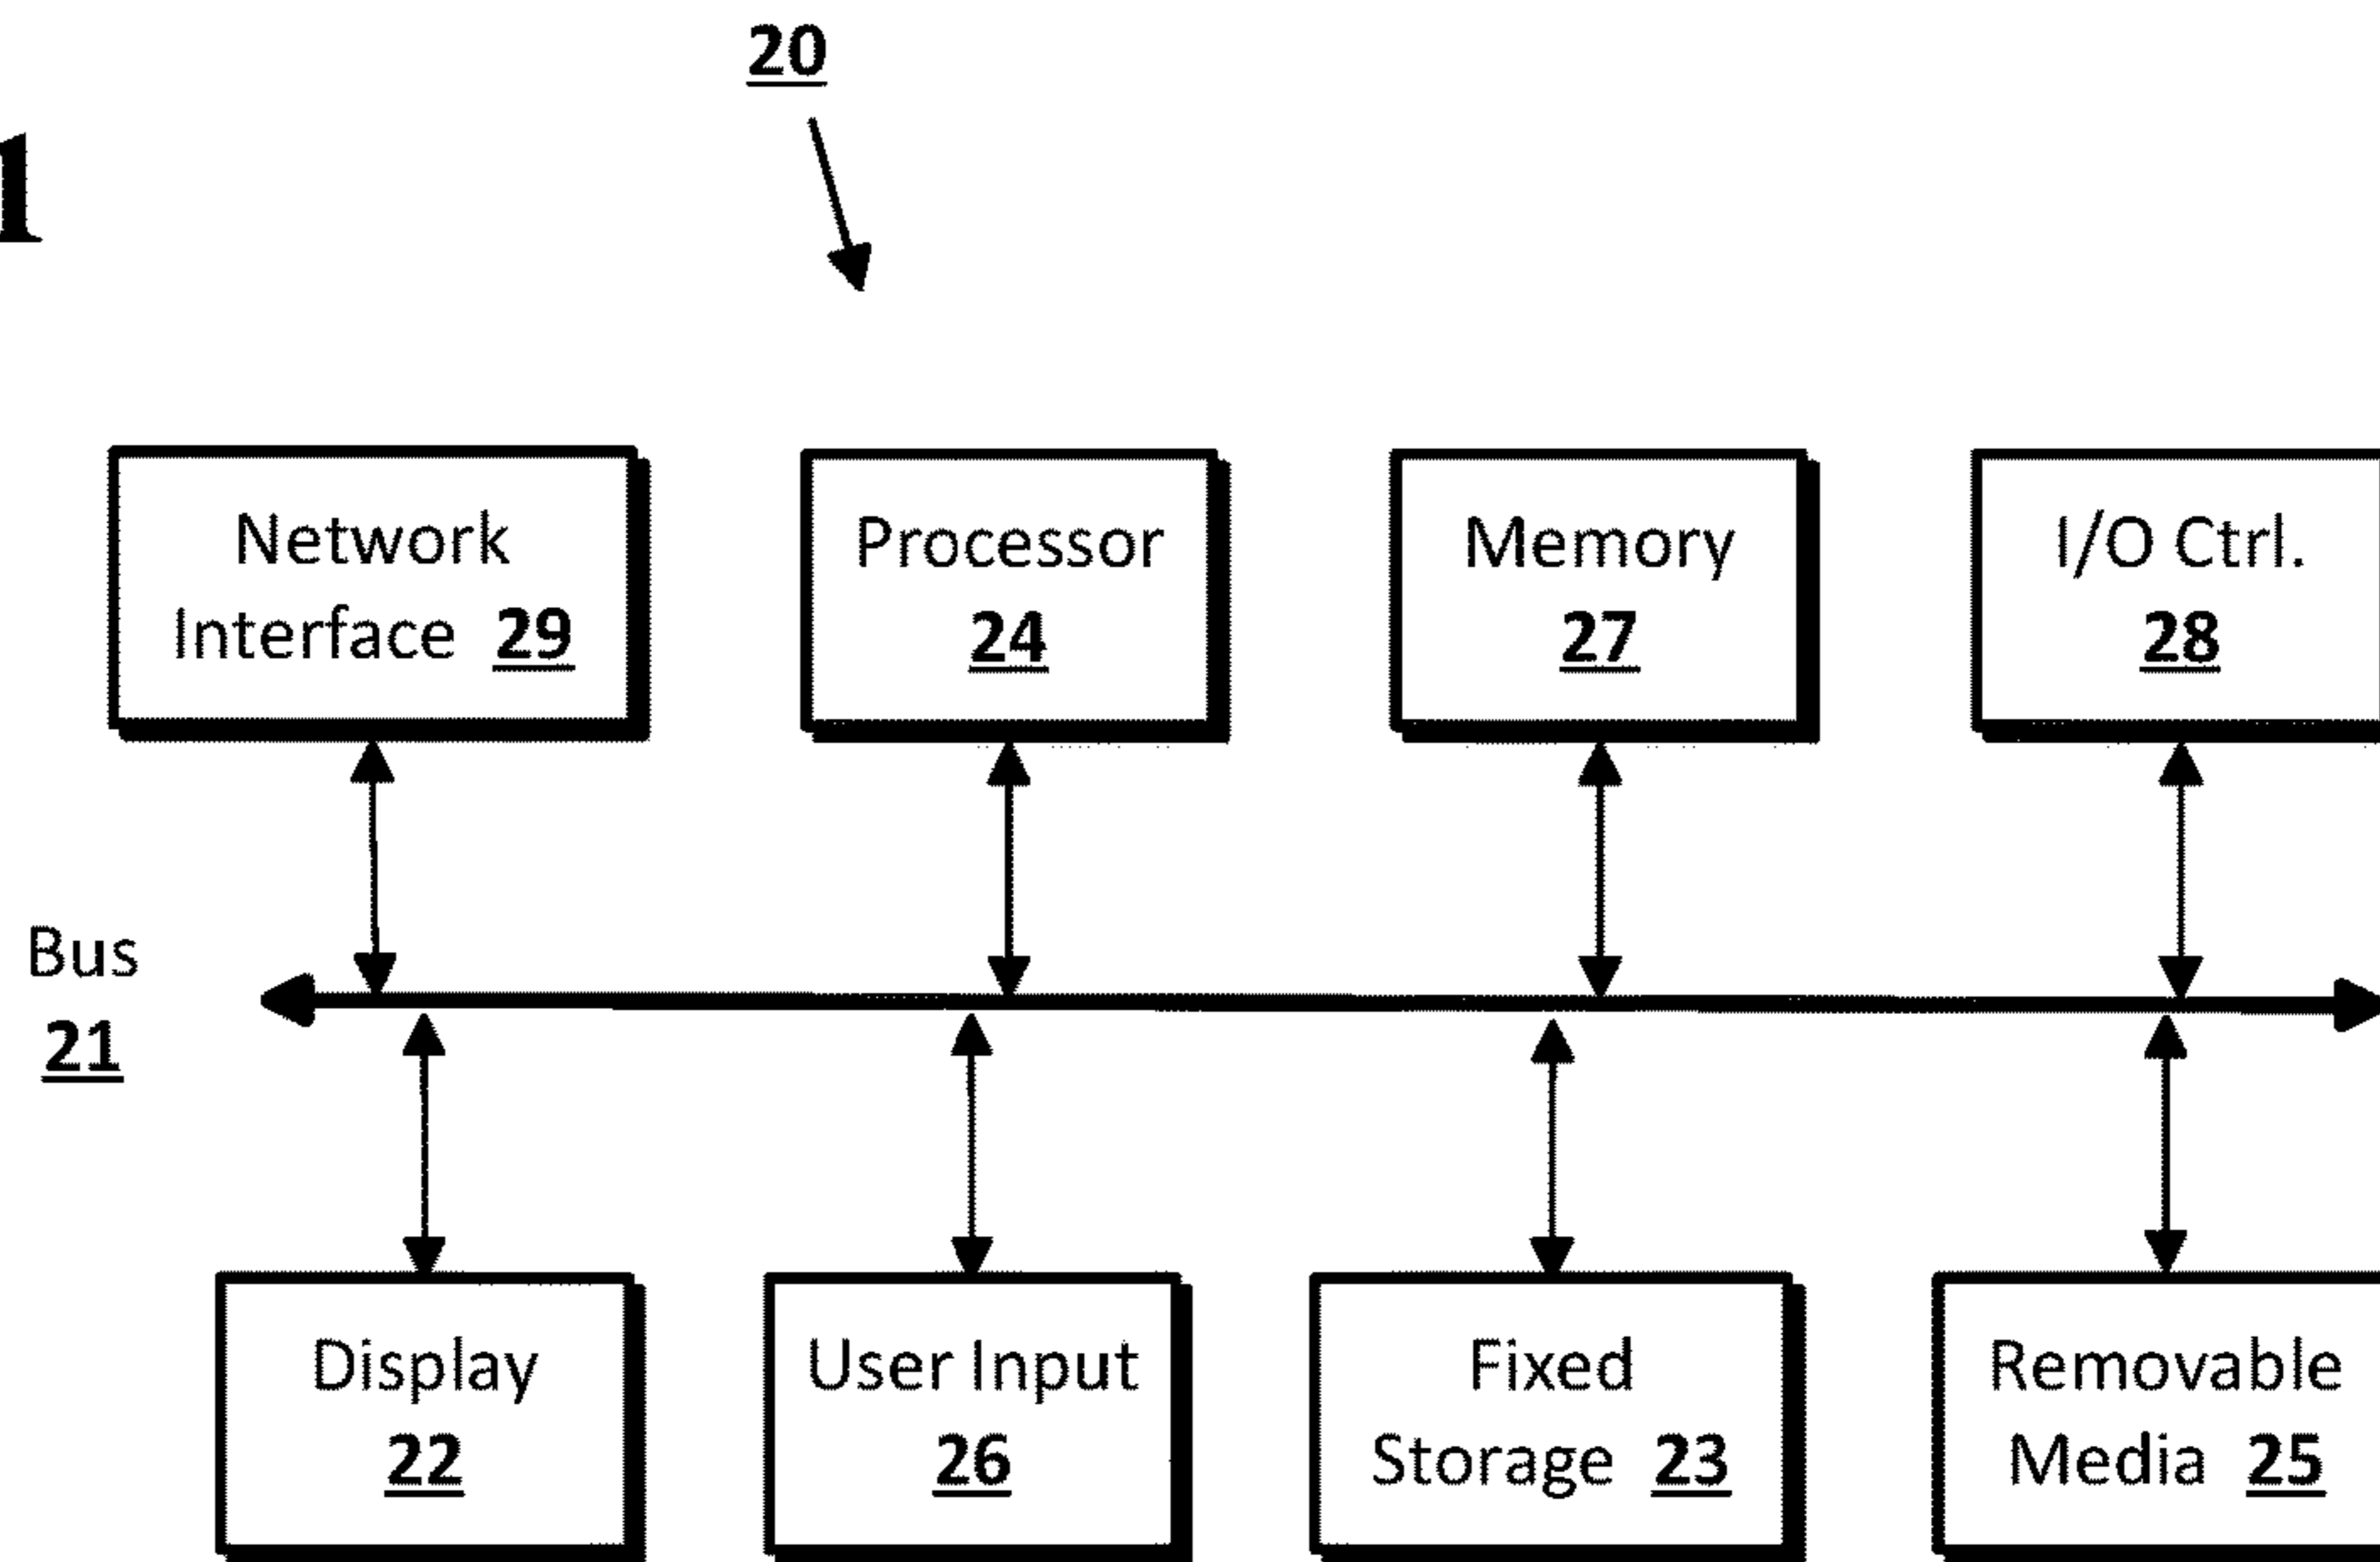 20
1
Network
Interface 29
Processor
24
Memory
27
I/O Ctrl.
28
Bus
21
Display
22
User Input
26
Fixed
Storage 23
Removable
Media 25